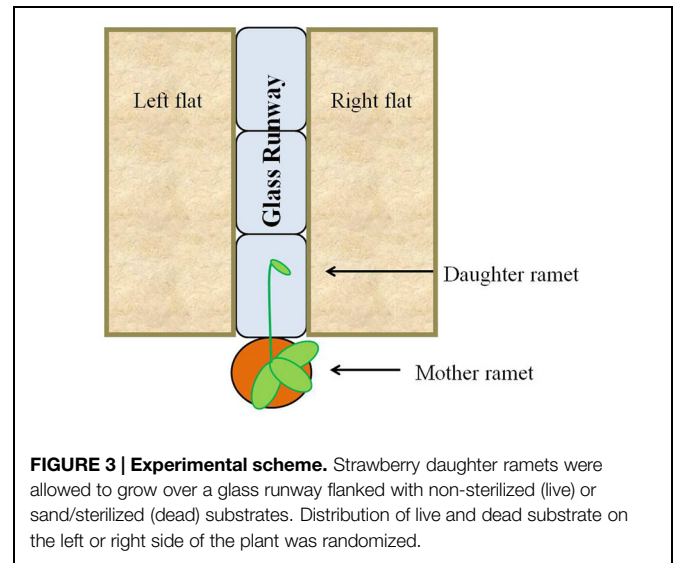 Left flat
Glass Runway
Right flat
Daughter ramet
Mother ramet
FIGURE 3 | Experimental scheme. Strawberry daughter ramets were
allowed to grow over a glass runway flanked with non-sterilized (live) or
sand/sterilized (dead) substrates. Distribution of live and dead substrate on
the left or right side of the plant was randomized.